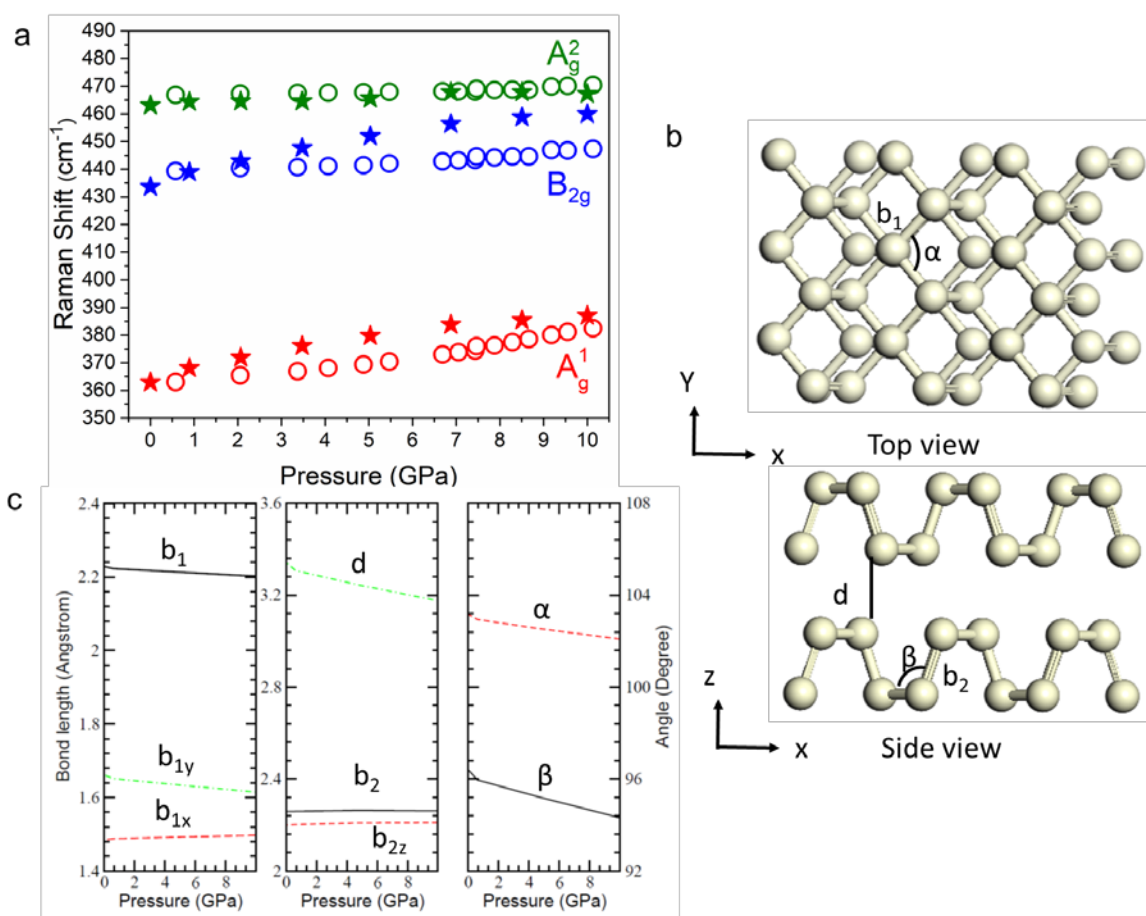 a
490
480
470
460
450
440
430
420
410
400
390
380
370
360
350
Raman Shift (cm⁻¹)
A²g
B2g
A¹g
0 1 2 3 4 5 6 7 8 9 10
Pressure (GPa)
b
b₁
α
Y
x
Top view
d
β
b₂
z
x
Side view
c
2.4
2.2
2
1.8
1.6
1.4
Bond length (Angstrom)
b₁
b1y
b1x
0 2 4 6 8
Pressure (GPa)
3.6
3.2
2.8
2.4
2
d
b₂
b2z
0 2 4 6 8
Pressure (GPa)
108
104
100
96
92
Angle (Degree)
α
β
0 2 4 6 8
Pressure (GPa)